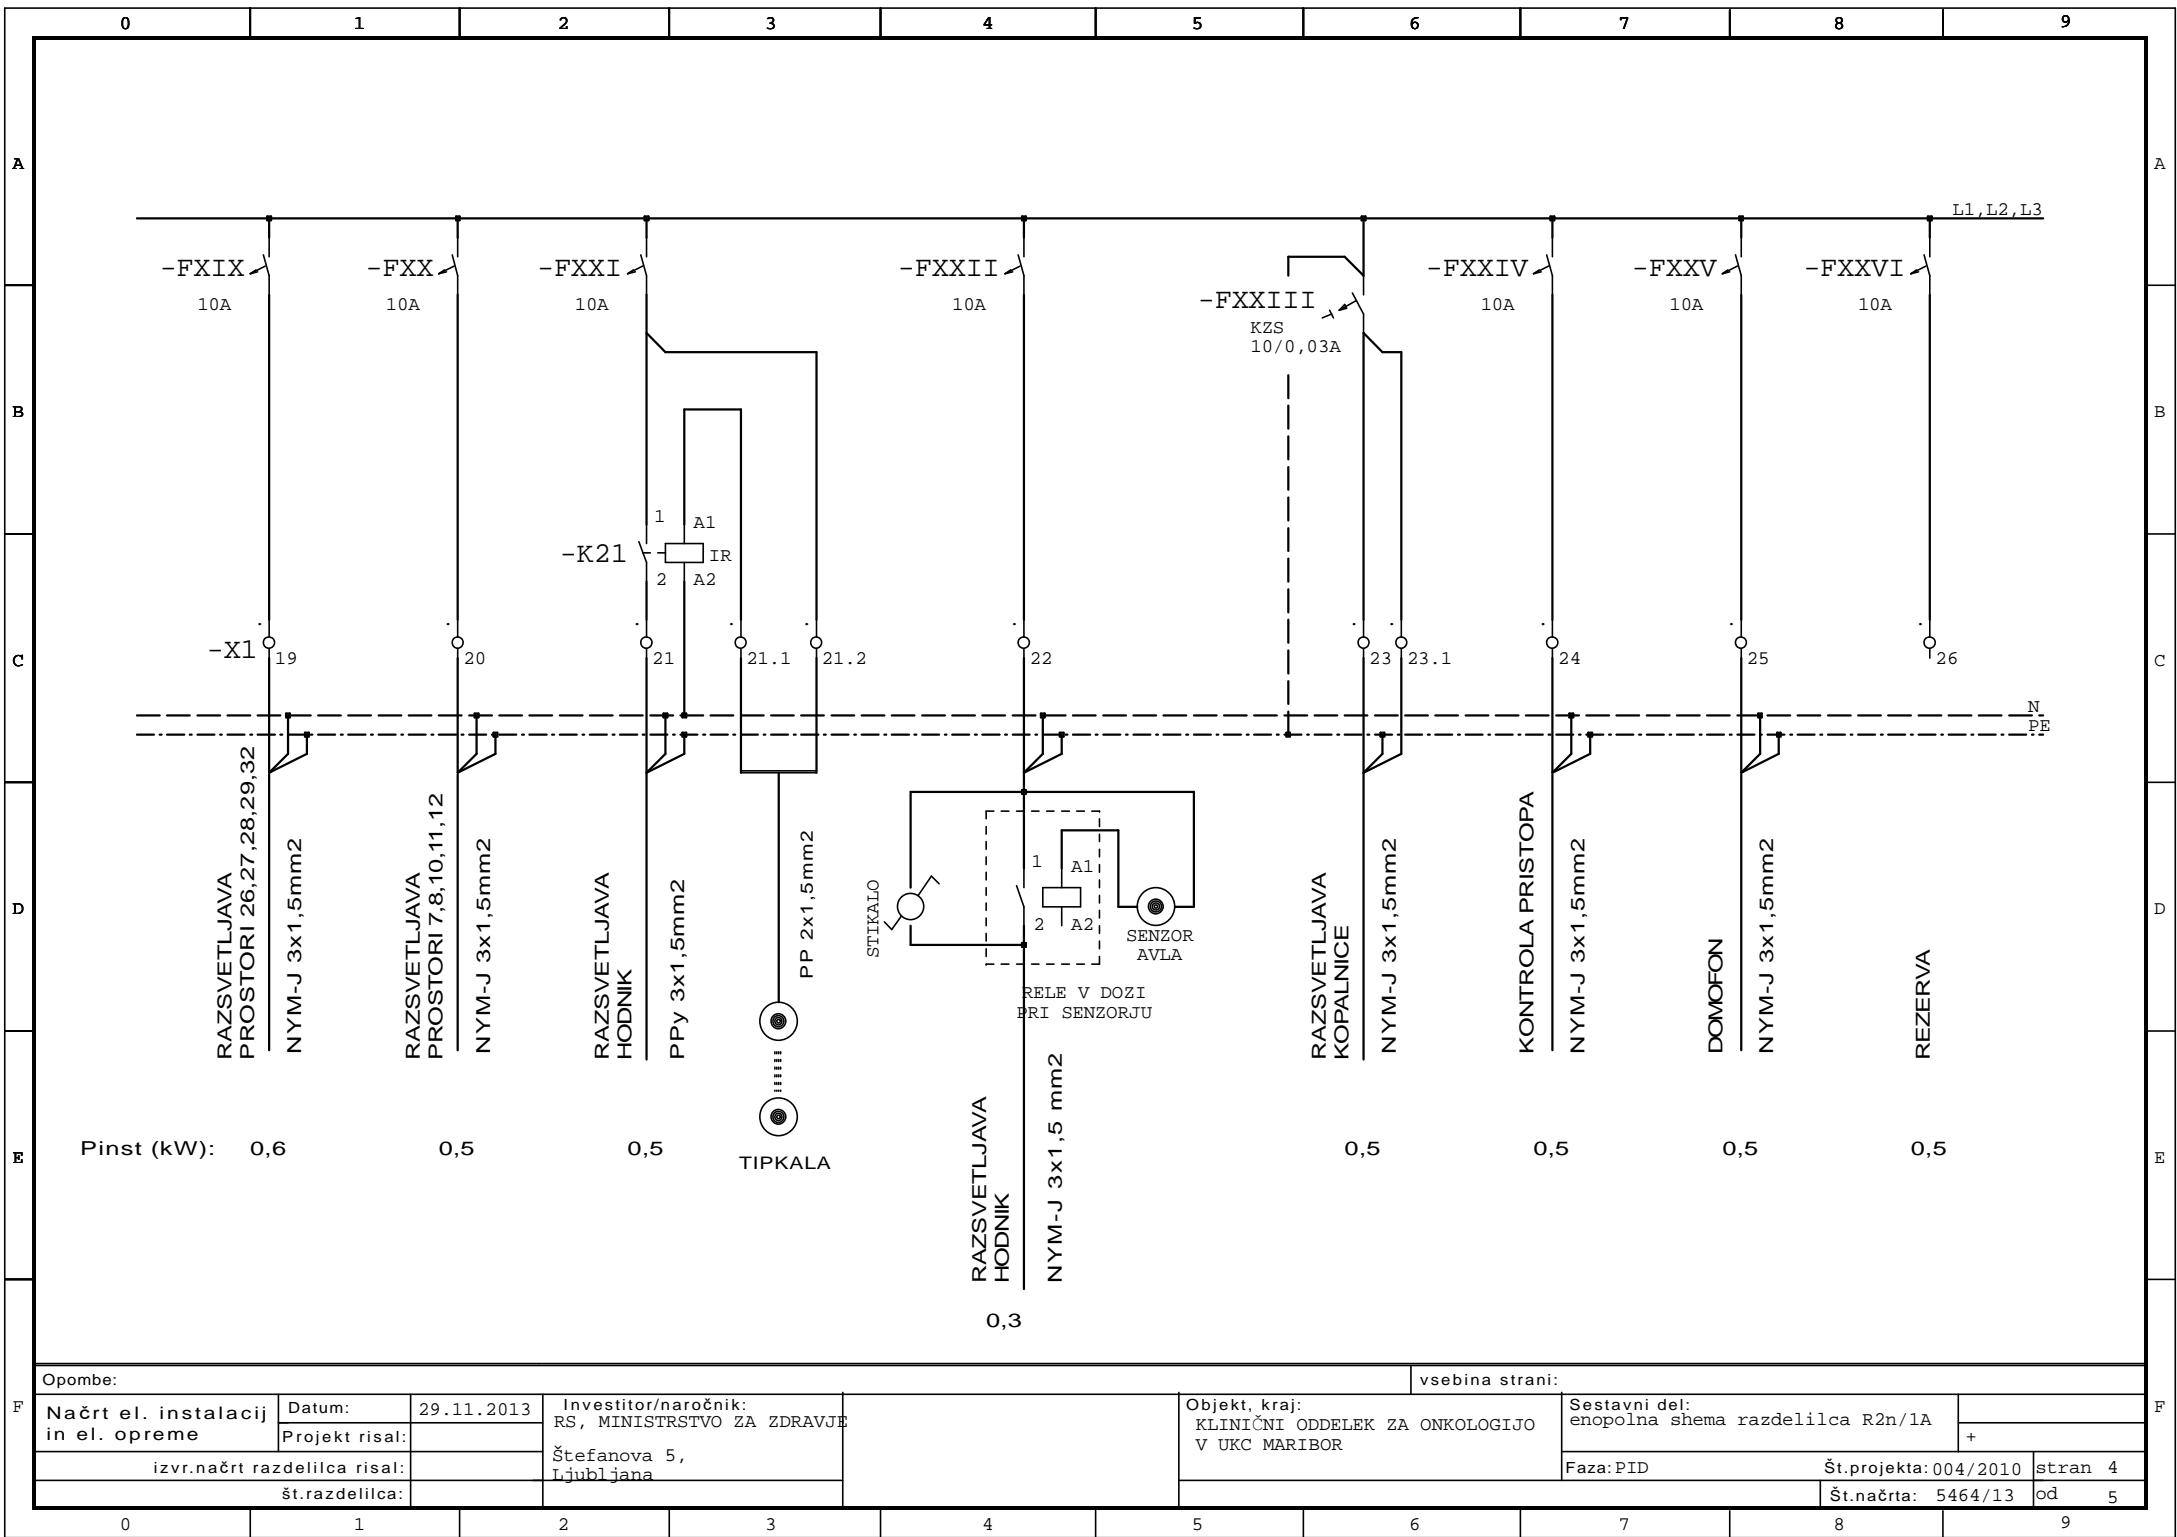 0 1 2 3 4 5 6 7 8 9
A A
L1,L2,L3
-FXIX -FXX -FXXI -FXXII -FXXIV -FXXV -FXXVI
10A 10A 10A 10A 10A 10A 10A
-FXXIII
KZS
10/0,03A
B B
1 A1
-K21 IR
2 A2
-X1 19 20 21 21.1 21.2 22 23 23.1 24 25 26
C C
N
PE
RAZSVETLJAVA
PROSTORI 26,27,28,29,32
NYM-J 3x1,5mm2
RAZSVETLJAVA
PROSTORI 7,8,10,11,12
NYM-J 3x1,5mm2
RAZSVETLJAVA
HODNIK
PPy 3x1,5mm2
PP 2x1,5mm2
STIKALO
1 A1
2 A2
SENZOR
AVLA
RELE V DOZI
PRI SENZORJU
RAZSVETLJAVA
KOPALNICE
NYM-J 3x1,5mm2
KONTROLA PRISTOPA
NYM-J 3x1,5mm2
DOMOFON
NYM-J 3x1,5mm2
REZERVA
D D
TIPKALA
RAZSVETLJAVA
HODNIK
NYM-J 3x1,5 mm2
Pinst (kW): 0,6 0,5 0,5 0,5 0,5 0,5 0,5
E E
0,3
Opombe:
vsebina strani:
F F
Načrt el. instalacij
in el. opreme
Datum: 29.11.2013
Projekt risal:
izvr.načrt razdelilca risal:
št.razdelilca:
Investitor/naročnik:
RS, MINISTRSTVO ZA ZDRAVJE
Štefanova 5,
Ljubljana
Objekt, kraj:
KLINIČNI ODDELEK ZA ONKOLOGIJO
V UKC MARIBOR
Sestavni del:
enopolna shema razdelilca R2n/1A
+
Faza: PID
Št.projekta: 004/2010
stran 4
Št.načrta: 5464/13
od 5
0 1 2 3 4 5 6 7 8 9